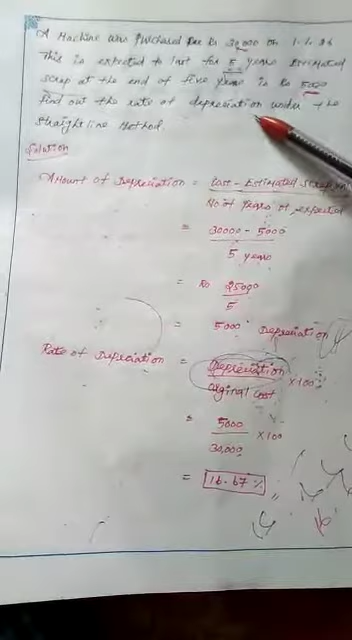 A Machine was purchased for Rs 30,000 on 1.1.86
This is expected to last for 5 years Estimated
scrap at the end of five years is Rs 5000
find out the rate of depreciation under the
straight line Method.
Solution
Amount of Depreciation = Cost - Estimated Scrap
No of years of expected
= 30000 - 5000
5 years
= Rs 25000
5
= 5000 Depreciation
Rate of Depreciation = Depreciation × 100
Orginal Cost
= 5000 × 100
30,000
= 16.67 %